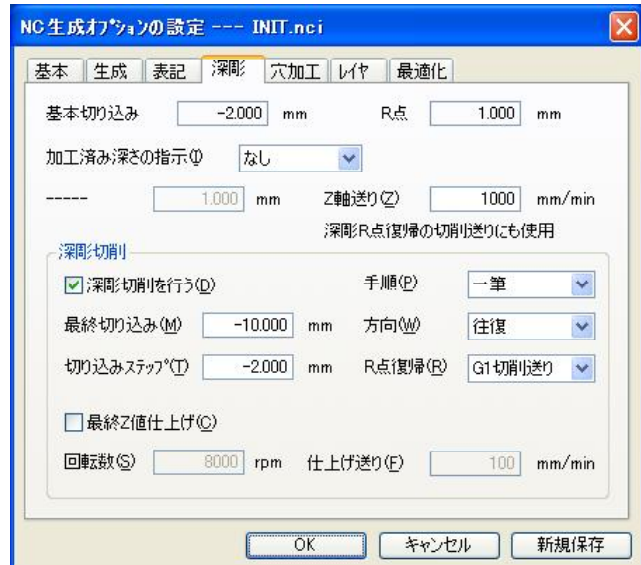 NC生成オプションの設定 --- INIT.nci
基本 生成 表記 深彫 穴加工 レイヤ 最適化
基本切り込み -2.000 mm R点 1.000 mm
加工済み深さの指示(I) なし
----- 1.000 mm Z軸送り(Z) 1000 mm/min
深彫R点復帰の切削送りにも使用
深彫切削
深彫切削を行う(D) 手順(P) 一筆
最終切り込み(M) -10.000 mm 方向(W) 往復
切り込みステップ(T) -2.000 mm R点復帰(R) G1切削送り
最終Z値仕上げ(C)
回転数(S) 8000 rpm 仕上げ送り(F) 100 mm/min
OK キャンセル 新規保存